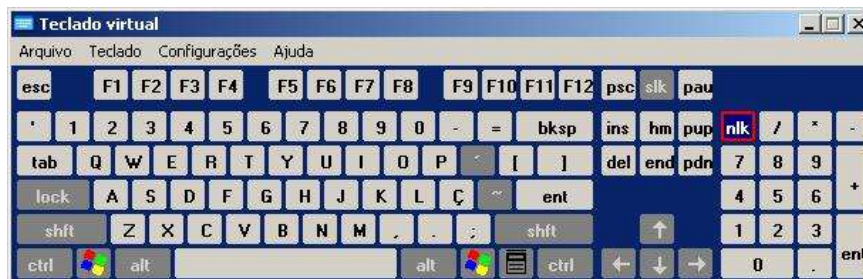 Teclado virtual
Arquivo Teclado Configurações Ajuda
esc F1 F2 F3 F4 F5 F6 F7 F8 F9 F10 F11 F12 psc slk pau
' 1 2 3 4 5 6 7 8 9 0 - = bksp ins hm pup nlk / * -
tab Q W E R T Y U I O P ´ [ ] del end pdn 7 8 9 +
lock A S D F G H J K L Ç ~ ent 4 5 6
shft Z X C V B N M , . ; shft ↑ 1 2 3 ent
ctrl alt alt ctrl ← ↓ → 0 .